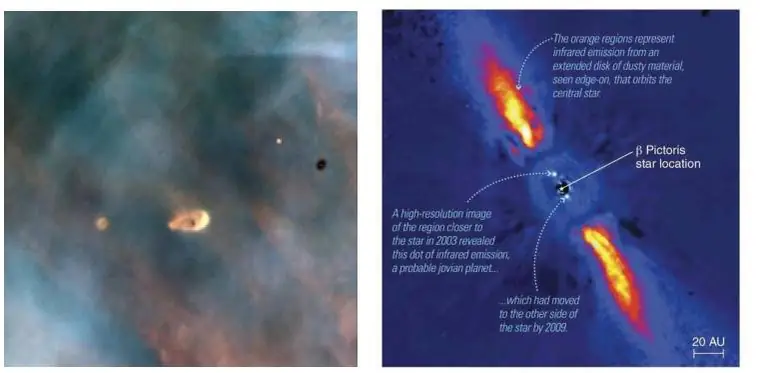 The orange regions represent
infrared emission from an
extended disk of dusty material,
seen edge-on, that orbits the
central star.
β Pictoris
star location
A high-resolution image
of the region closer to
the star in 2003 revealed
this dot of infrared emission,
a probable jovian planet...
...which had moved
to the other side of
the star by 2009.
20 AU